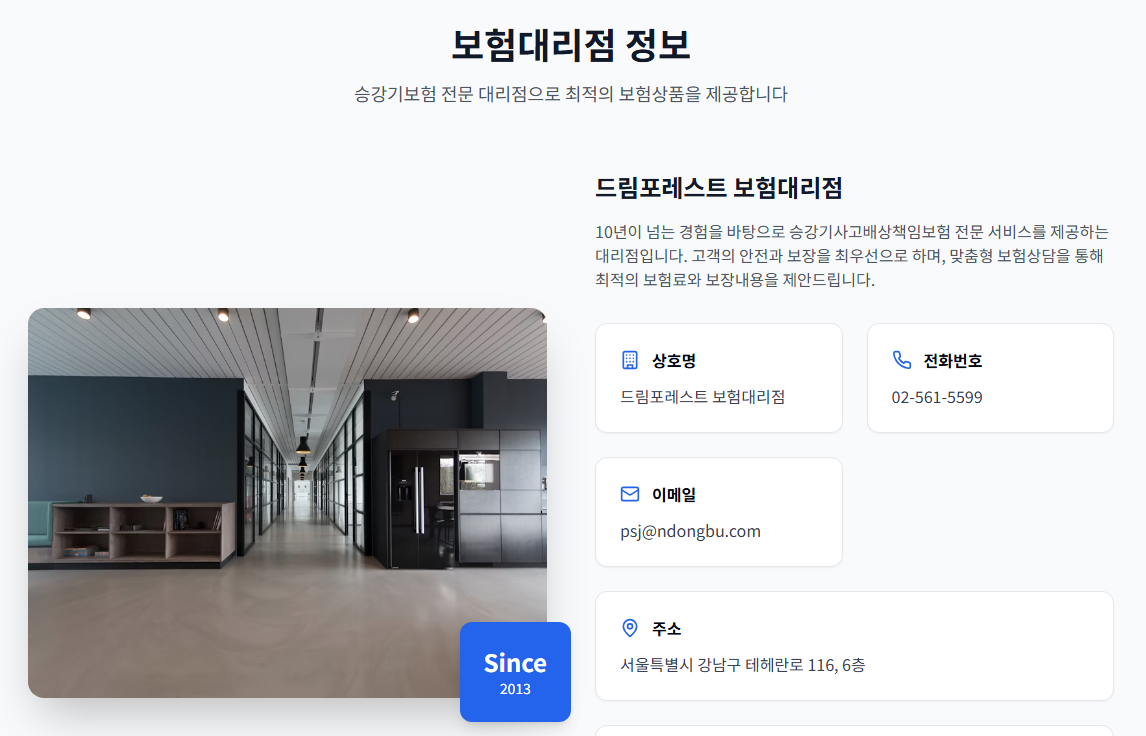 보험대리점 정보
승강기보험 전문 대리점으로 최적의 보험상품을 제공합니다
드림포레스트 보험대리점
10년이 넘는 경험을 바탕으로 승강기사고배상책임보험 전문 서비스를 제공하는
대리점입니다. 고객의 안전과 보장을 최우선으로 하며, 맞춤형 보험상담을 통해
최적의 보험료와 보장내용을 제안드립니다.
상호명
드림포레스트 보험대리점
전화번호
02-561-5599
이메일
psj@ndongbu.com
주소
서울특별시 강남구 테헤란로 116, 6층
Since
2013